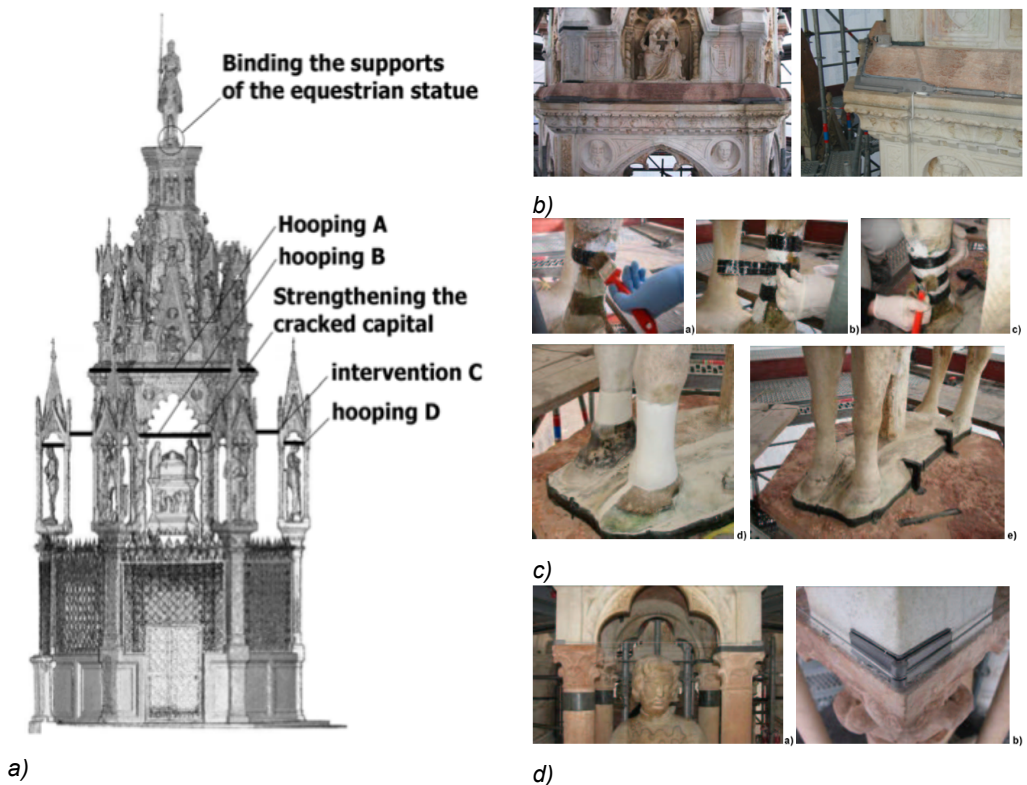 Binding the supports
of the equestrian statue
Hooping A
hooping B
Strengthening the
cracked capital
intervention C
hooping D
a)
b)
a)
b)
c)
d)
e)
c)
a)
b)
d)